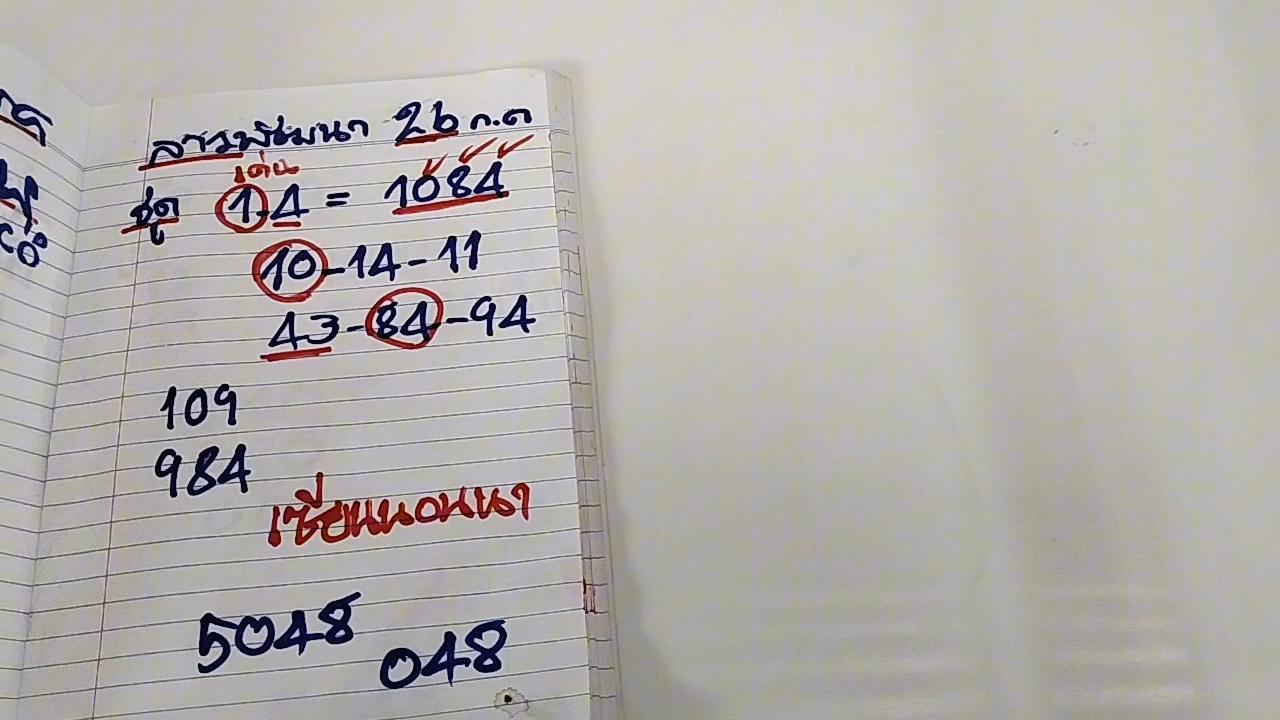 ลาวพัฒนา 26 ก.ค
เด่น
ชุด 1.4 = 1084
10-14-11
43-84-94
109
984
เซียนนอนนา
5048
048